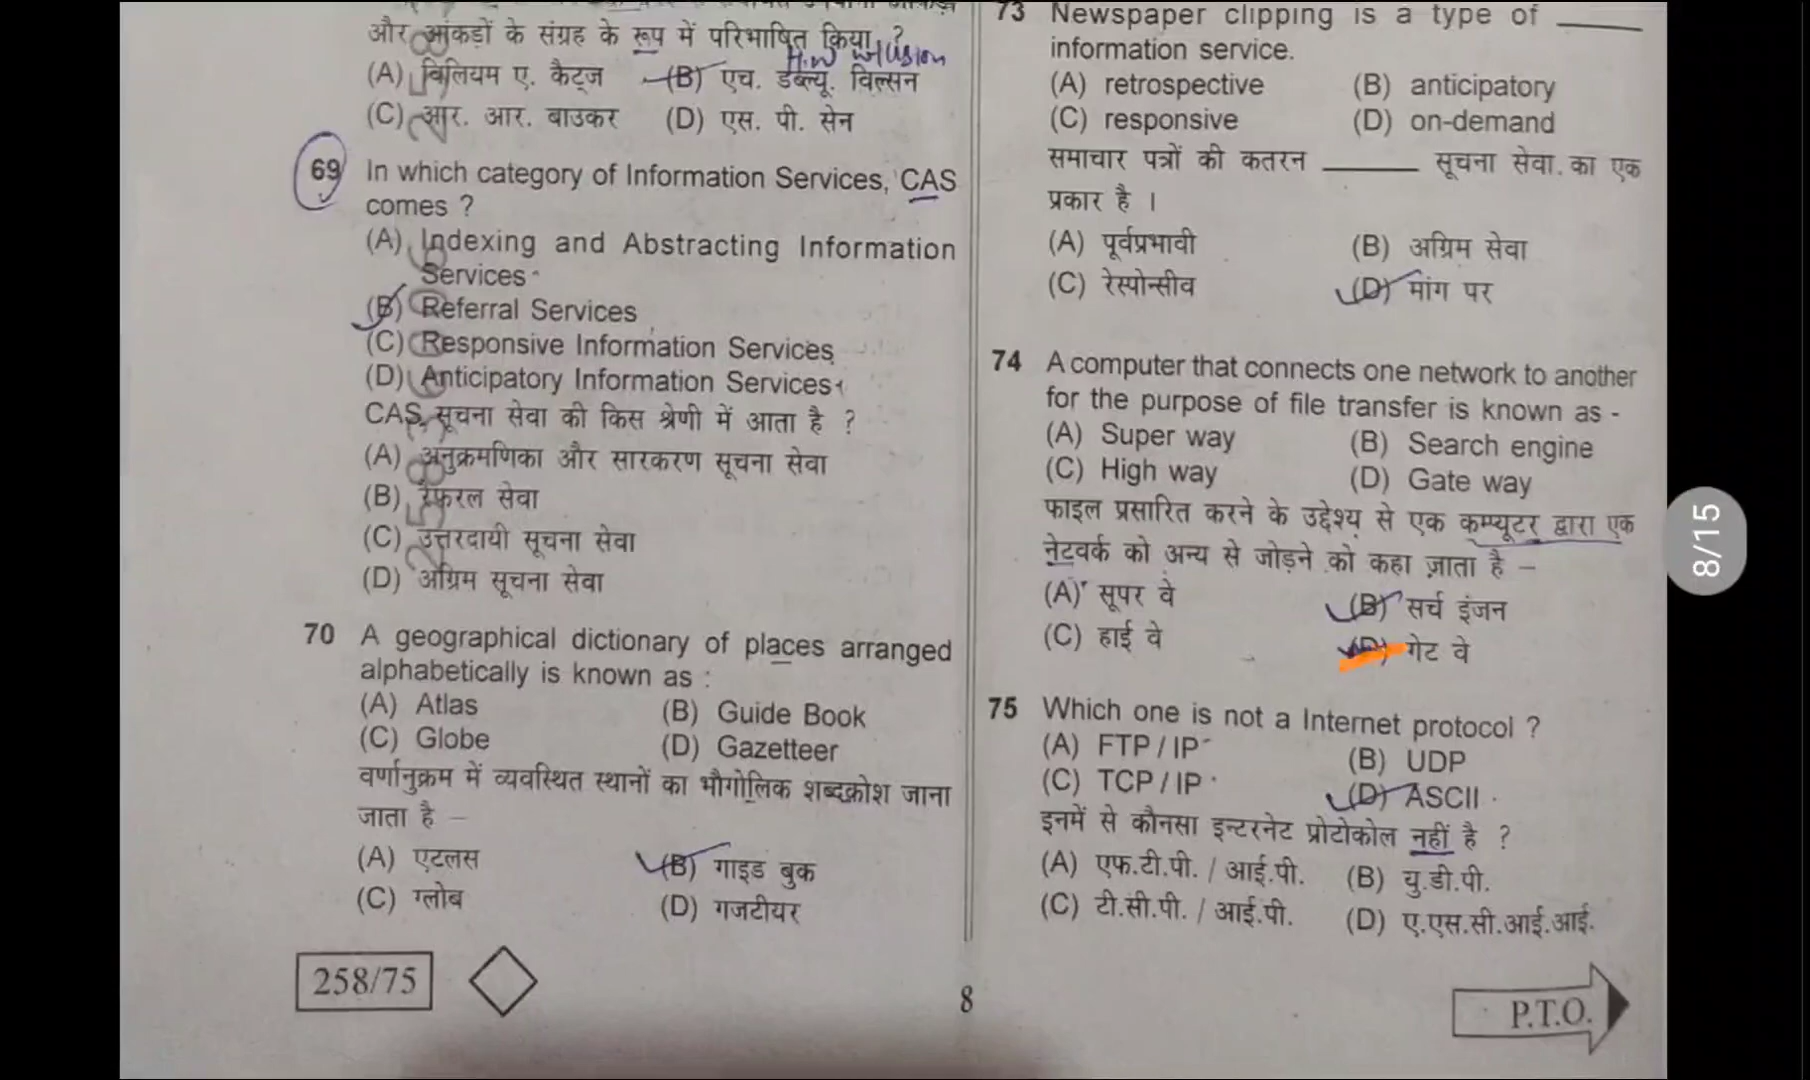 और आंकड़ों के संग्रह के रूप में परिभाषित किया ?
H.W
(A) विलियम ए. कैट्ज (B) एच. डब्ल्यू. विल्सन
(C) आर. आर. बाउकर (D) एस. पी. सेन
69 In which category of Information Services, CAS
comes ?
(A) Indexing and Abstracting Information
Services
(B) Referral Services
(C) Responsive Information Services
(D) Anticipatory Information Services
CAS सूचना सेवा की किस श्रेणी में आता है ?
(A) अनुक्रमणिका और सारकरण सूचना सेवा
(B) रैफरल सेवा
(C) उत्तरदायी सूचना सेवा
(D) अग्रिम सूचना सेवा
70 A geographical dictionary of places arranged
alphabetically is known as :
(A) Atlas (B) Guide Book
(C) Globe (D) Gazetteer
वर्णानुक्रम में व्यवस्थित स्थानों का भौगोलिक शब्दकोश जाना
जाता है –
(A) एटलस (B) गाइड बुक
(C) ग्लोब (D) गजटीयर
258/75
8
73 Newspaper clipping is a type of ______
information service.
(A) retrospective (B) anticipatory
(C) responsive (D) on-demand
समाचार पत्रों की कतरन ______ सूचना सेवा का एक
प्रकार है ।
(A) पूर्वप्रभावी (B) अग्रिम सेवा
(C) रेस्पोन्सीव (D) मांग पर
74 A computer that connects one network to another
for the purpose of file transfer is known as -
(A) Super way (B) Search engine
(C) High way (D) Gate way
फाइल प्रसारित करने के उद्देश्य से एक कम्प्यूटर द्वारा एक
नेटवर्क को अन्य से जोड़ने को कहा जाता है –
(A) सूपर वे (B) सर्च इंजन
(C) हाई वे (D) गेट वे
75 Which one is not a Internet protocol ?
(A) FTP / IP (B) UDP
(C) TCP / IP (D) ASCII
इनमें से कौनसा इन्टरनेट प्रोटोकोल नहीं है ?
(A) एफ.टी.पी. / आई.पी. (B) यु.डी.पी.
(C) टी.सी.पी. / आई.पी. (D) ए.एस.सी.आई.आई.
P.T.O.
8/15